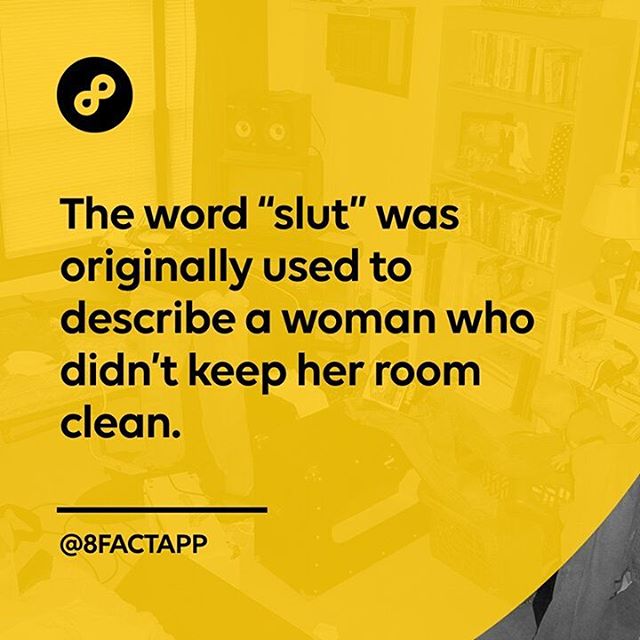 The word “slut” was
originally used to
describe a woman who
didn’t keep her room
clean.
@8FACTAPP